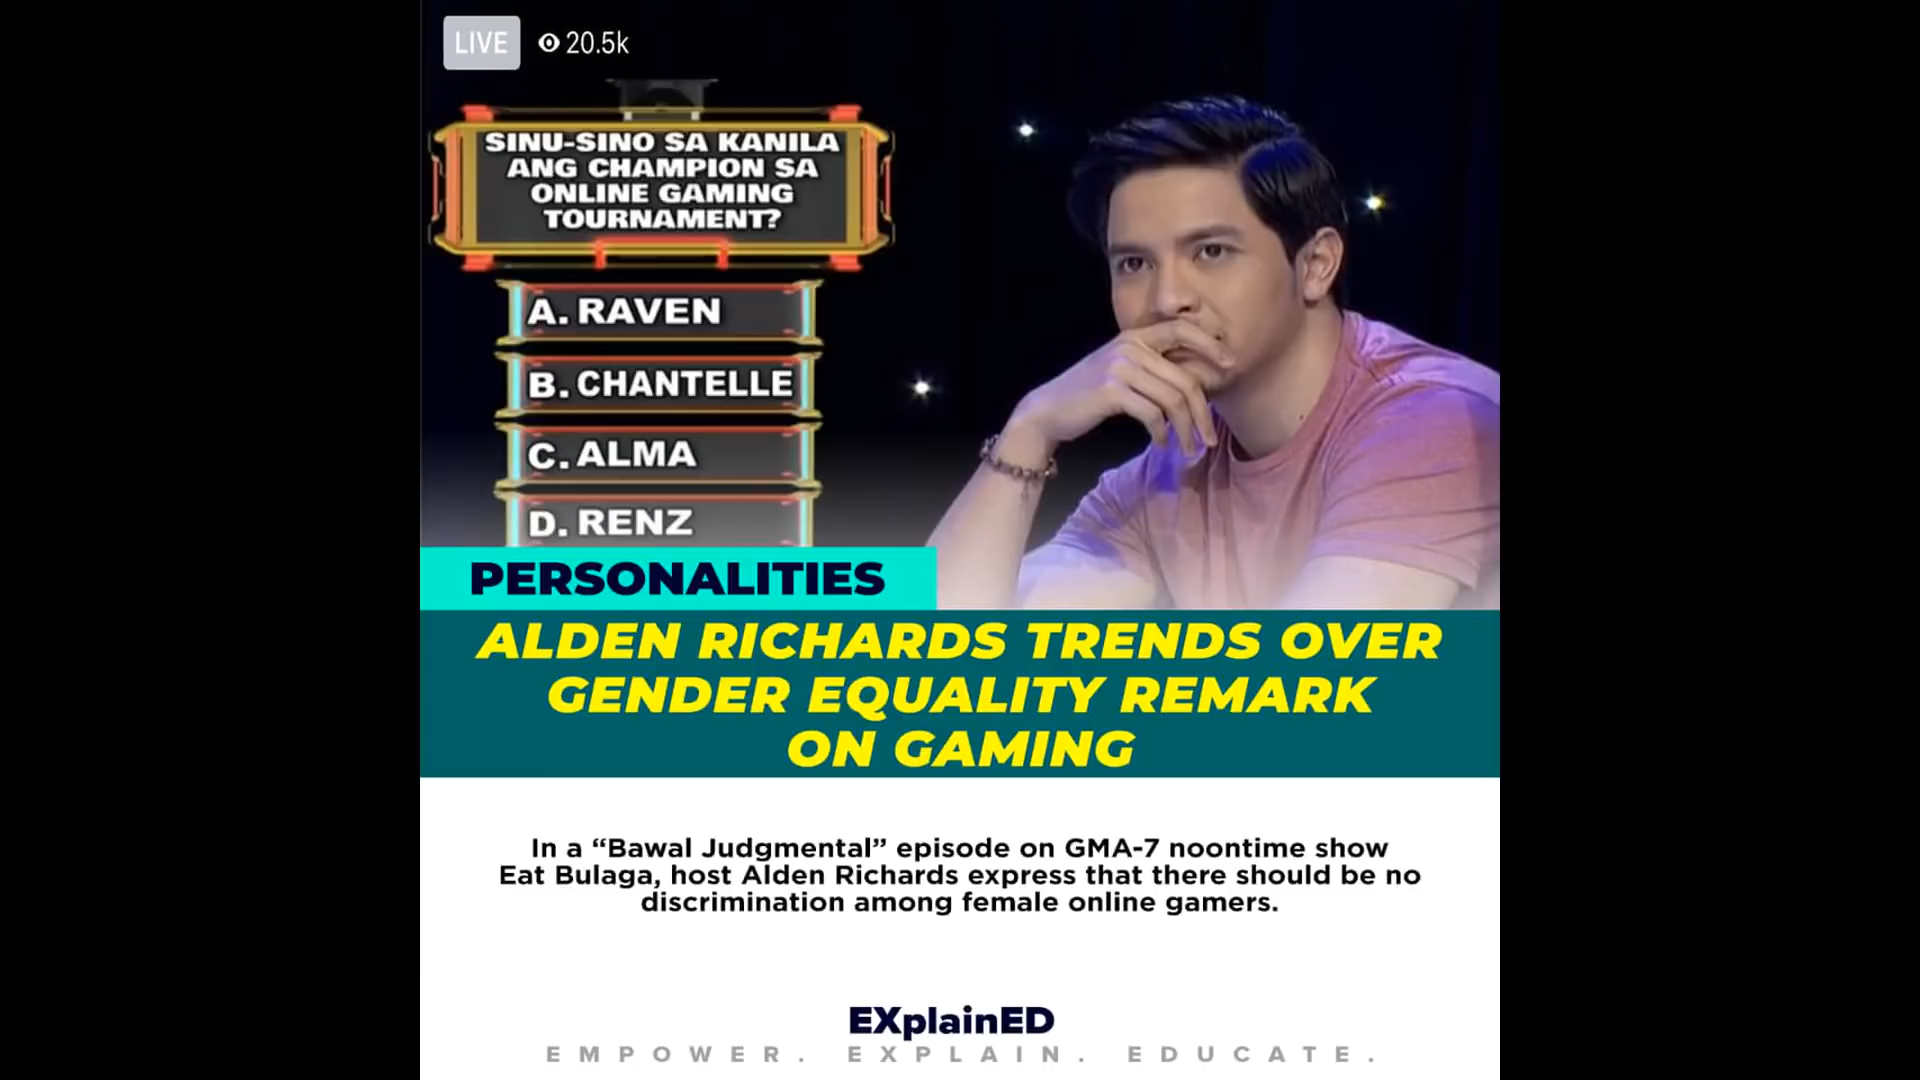 LIVE 20.5k
SINU-SINO SA KANILA
ANG CHAMPION SA
ONLINE GAMING
TOURNAMENT?
A. RAVEN
B. CHANTELLE
C. ALMA
D. RENZ
PERSONALITIES
ALDEN RICHARDS TRENDS OVER
GENDER EQUALITY REMARK
ON GAMING
In a “Bawal Judgmental” episode on GMA-7 noontime show
Eat Bulaga, host Alden Richards express that there should be no
discrimination among female online gamers.
EXplainED
EMPOWER. EXPLAIN. EDUCATE.